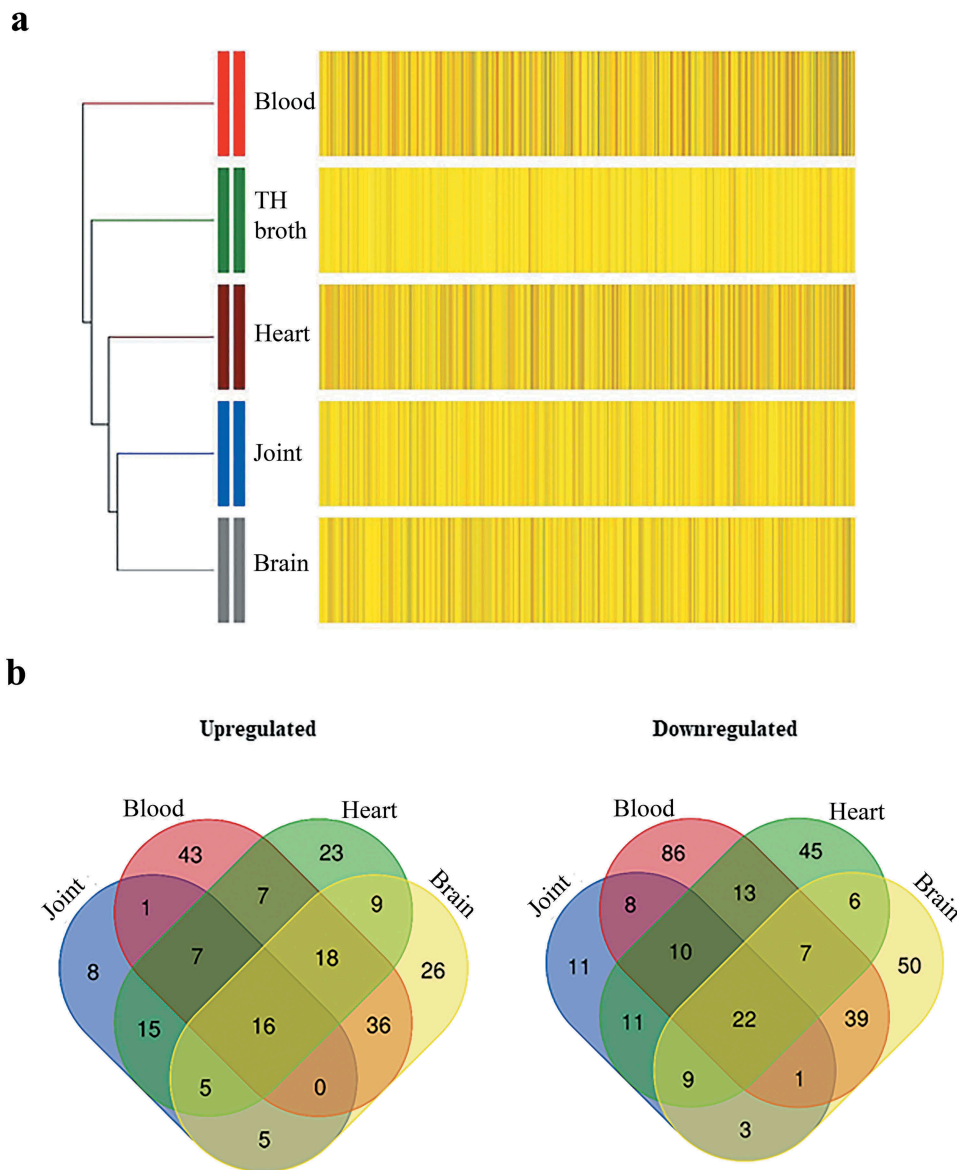 a
Blood
TH
broth
Heart
Joint
Brain
b
Upregulated
Downregulated
Blood
Heart
Joint
Brain
43
23
1
7
9
8
7
18
26
15
16
36
5
0
5
Blood
Heart
Joint
Brain
86
45
8
13
6
11
10
7
50
11
22
39
9
1
3